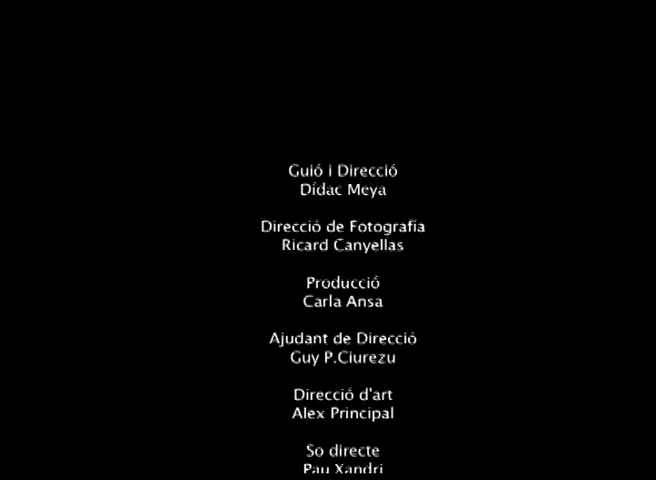 Guió i Direcció
Dídac Meya
Direcció de Fotografía
Ricard Canyellas
Producció
Carla Ansa
Ajudant de Direcció
Guy P.Ciurezu
Direcció d'art
Alex Principal
So directe
Pau Xandri